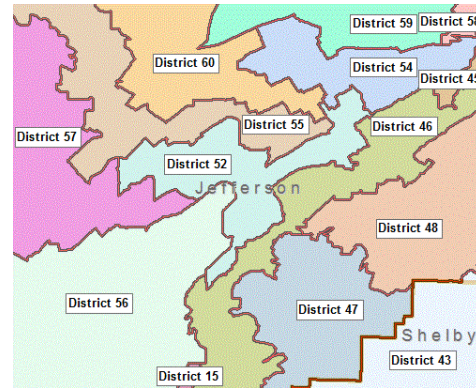 District 59
District 58
District 60
District 54
District 45
District 55
District 46
District 57
District 52
Jefferson
District 48
District 56
District 47
Shelby
District 43
District 15